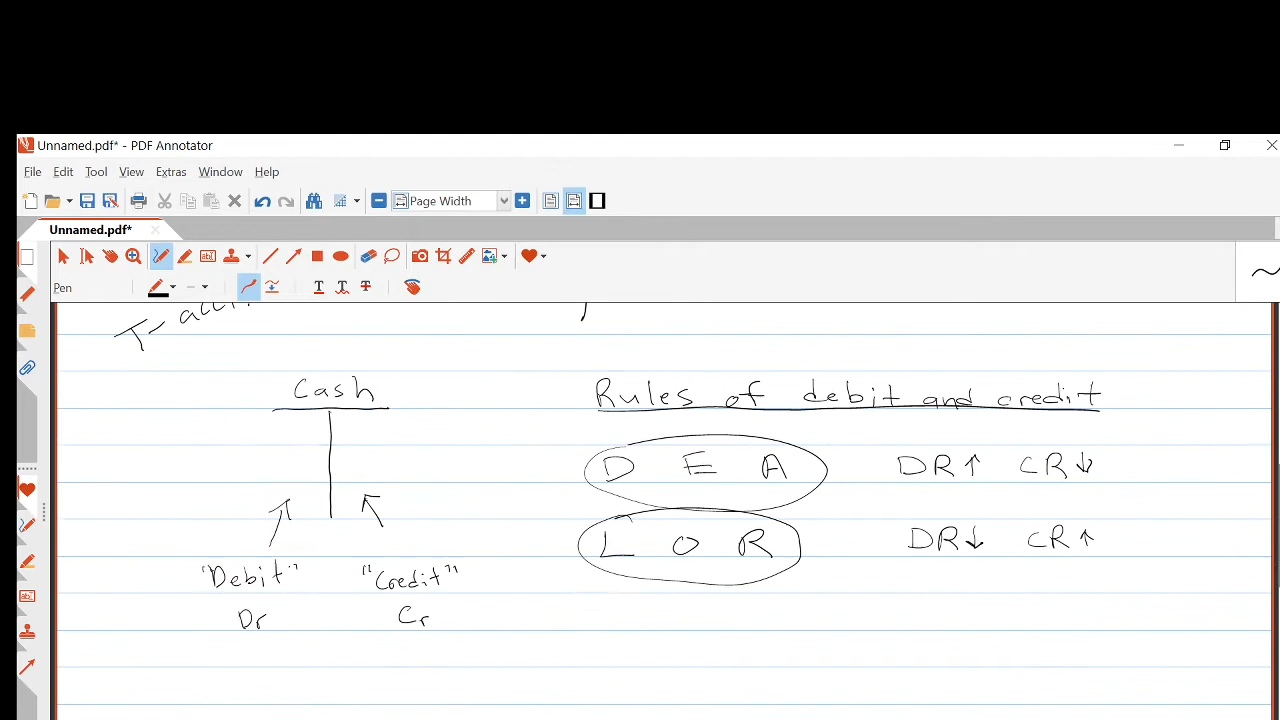 Unnamed.pdf* - PDF Annotator
File Edit Tool View Extras Window Help
Page Width
Unnamed.pdf*
Pen
Cash
Rules of debit and credit
D E A DR↑ CR↓
L O R DR↓ CR↑
"Debit" "Credit"
Dr Cr